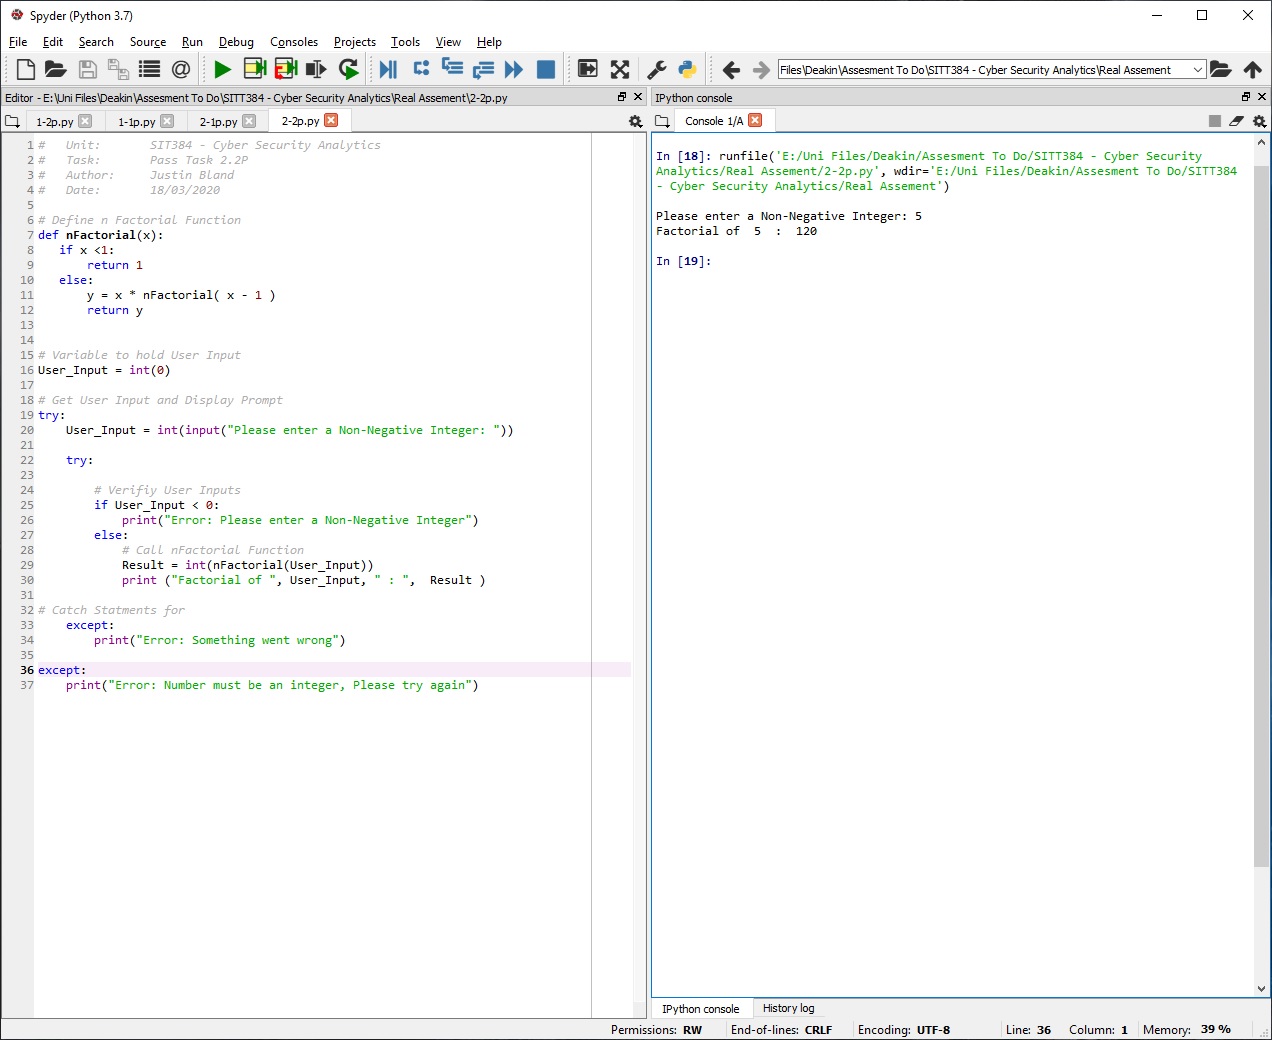 Spyder (Python 3.7)
File Edit Search Source Run Debug Consoles Projects Tools View Help
Files\Deakin\Assesment To Do\SITT384 - Cyber Security Analytics\Real Assement
Editor - E:\Uni Files\Deakin\Assesment To Do\SITT384 - Cyber Security Analytics\Real Assement\2-2p.py
1-2p.py 1-1p.py 2-1p.py 2-2p.py
1 # Unit: SIT384 - Cyber Security Analytics
2 # Task: Pass Task 2.2P
3 # Author: Justin Bland
4 # Date: 18/03/2020
5
6 # Define n Factorial Function
7 def nFactorial(x):
8 if x <1:
9 return 1
10 else:
11 y = x * nFactorial( x - 1 )
12 return y
13
14
15 # Variable to hold User Input
16 User_Input = int(0)
17
18 # Get User Input and Display Prompt
19 try:
20 User_Input = int(input("Please enter a Non-Negative Integer: "))
21
22 try:
23
24 # Verifiy User Inputs
25 if User_Input < 0:
26 print("Error: Please enter a Non-Negative Integer")
27 else:
28 # Call nFactorial Function
29 Result = int(nFactorial(User_Input))
30 print ("Factorial of ", User_Input, " : ", Result )
31
32 # Catch Statments for
33 except:
34 print("Error: Something went wrong")
35
36 except:
37 print("Error: Number must be an integer, Please try again")
IPython console
Console 1/A
In [18]: runfile('E:/Uni Files/Deakin/Assesment To Do/SITT384 - Cyber Security
Analytics/Real Assement/2-2p.py', wdir='E:/Uni Files/Deakin/Assesment To Do/SITT384
- Cyber Security Analytics/Real Assement')
Please enter a Non-Negative Integer: 5
Factorial of 5 : 120
In [19]:
IPython console History log
Permissions: RW End-of-lines: CRLF Encoding: UTF-8 Line: 36 Column: 1 Memory: 39 %